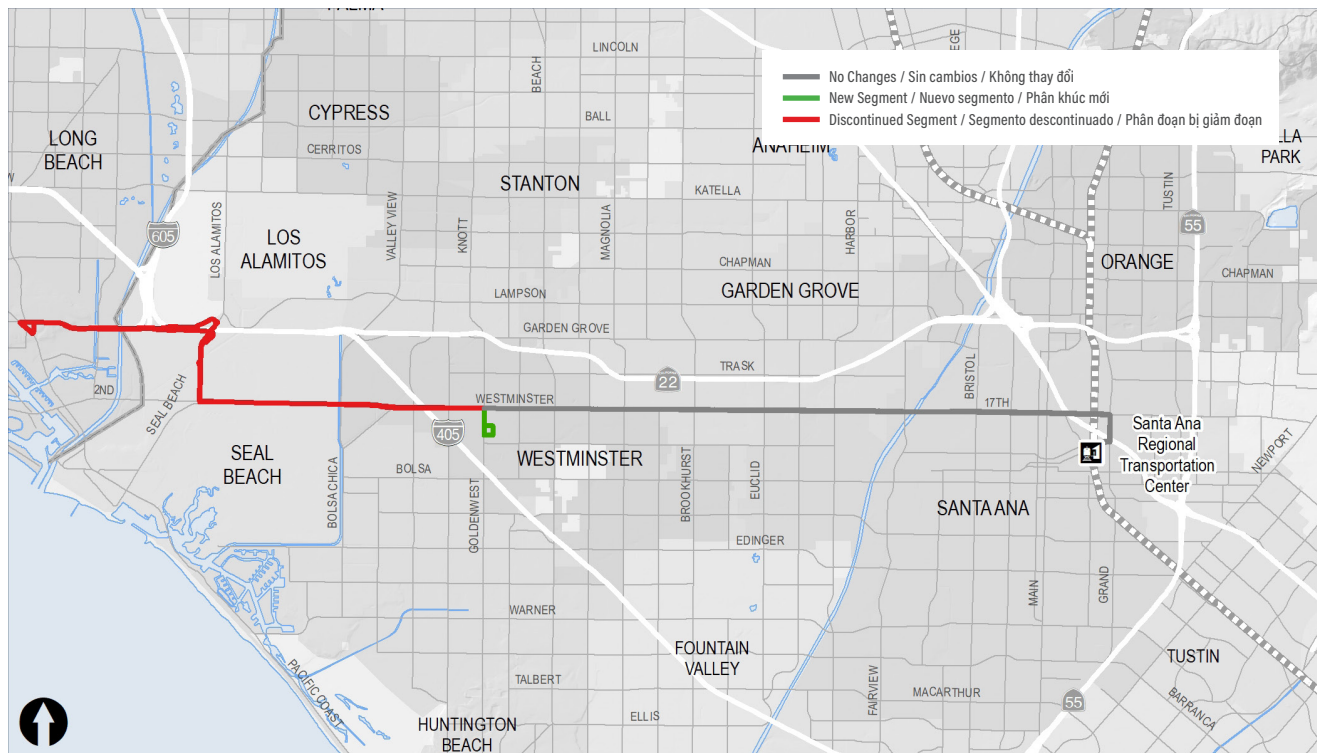 PALMA
LINCOLN
EGE
BEACH
No Changes / Sin cambios / Không thay đổi
New Segment / Nuevo segmento / Phân khúc mới
Discontinued Segment / Segmento descontinuado / Phân đoạn bị giảm đoạn
CYPRESS
BALL
LONG
BEACH
CERRITOS
ANAHEIM
LLA
PARK
STANTON
KATELLA
TUSTIN
605
LOS ALAMITOS
LOS
ALAMITOS
VALLEY VIEW
KNOTT
MAGNOLIA
HARBOR
55
CHAPMAN
ORANGE
CHAPMAN
LAMPSON
GARDEN GROVE
GARDEN GROVE
TRASK
22
BRISTOL
2ND
SEAL BEACH
WESTMINSTER
17TH
405
SEAL
BEACH
BOLSA CHICA
BOLSA
GOLDENWEST
WESTMINSTER
BROOKHURST
EUCLID
Santa Ana
Regional
Transportation
Center
NEWPORT
SANTA ANA
EDINGER
MAIN
GRAND
WARNER
FOUNTAIN
VALLEY
TUSTIN
PACIFIC COAST
TALBERT
FAIRVIEW
MACARTHUR
55
BARRANCA
HUNTINGTON
BEACH
ELLIS